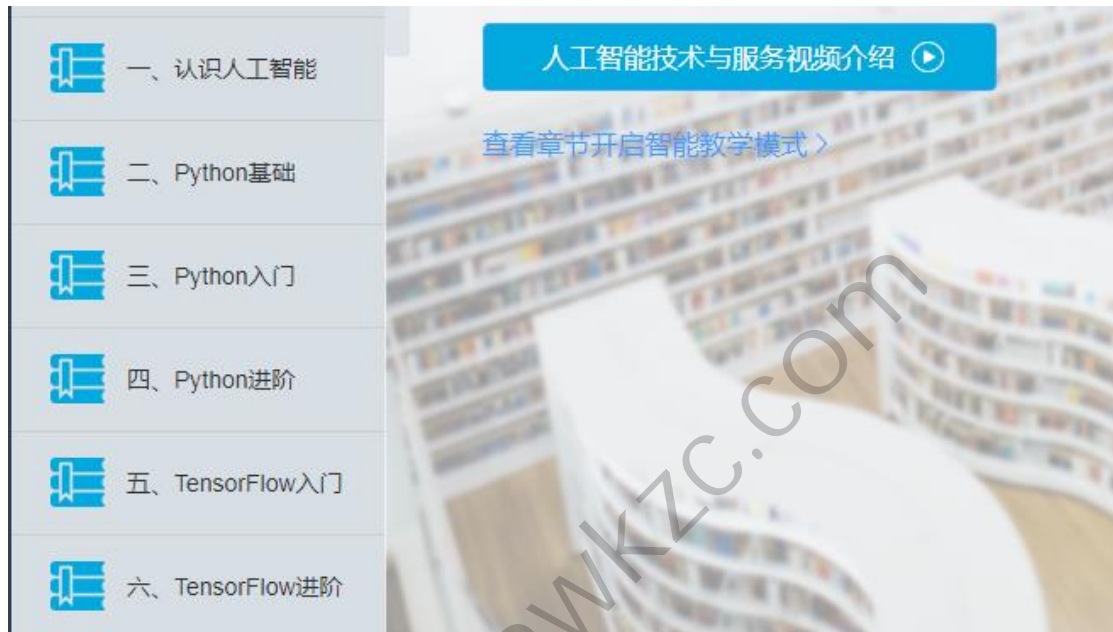 一、认识人工智能
二、Python基础
三、Python入门
四、Python进阶
五、TensorFlow入门
六、TensorFlow进阶
人工智能技术与服务视频介绍
查看章节开启智能教学模式 >
wkzc.com